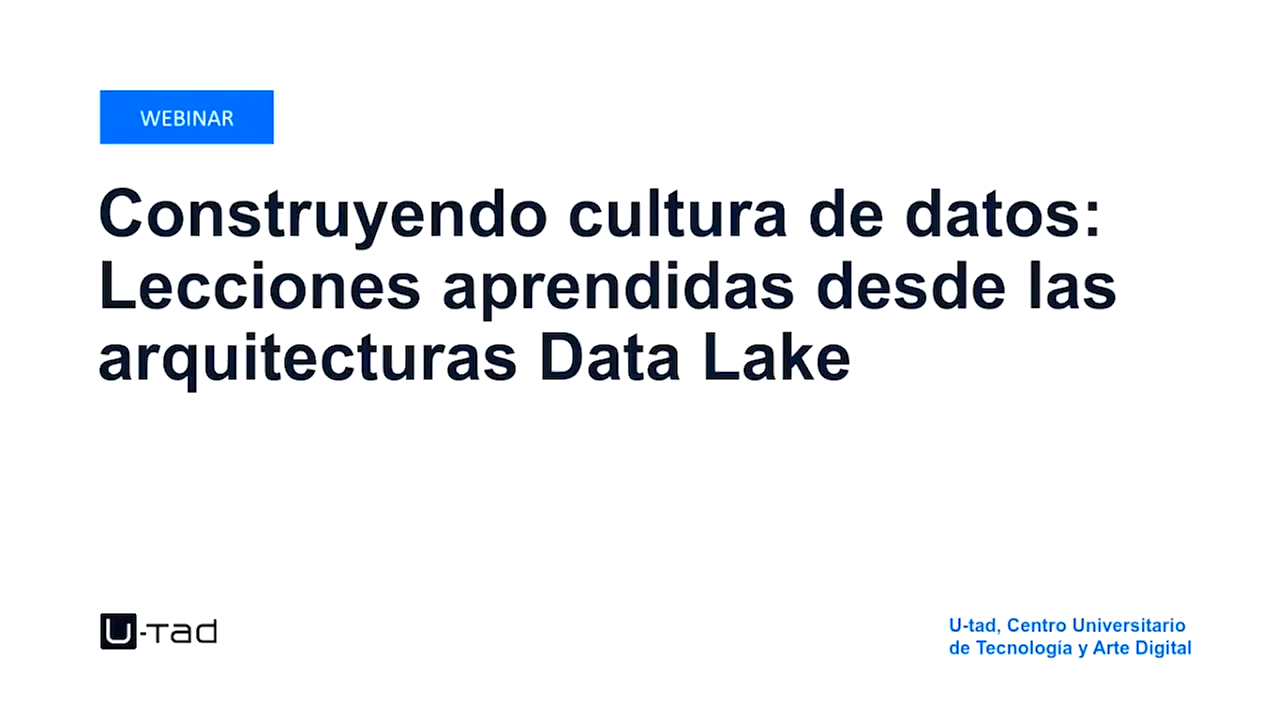 WEBINAR
Construyendo cultura de datos:
Lecciones aprendidas desde las
arquitecturas Data Lake
U-Tad
U-tad, Centro Universitario
de Tecnología y Arte Digital